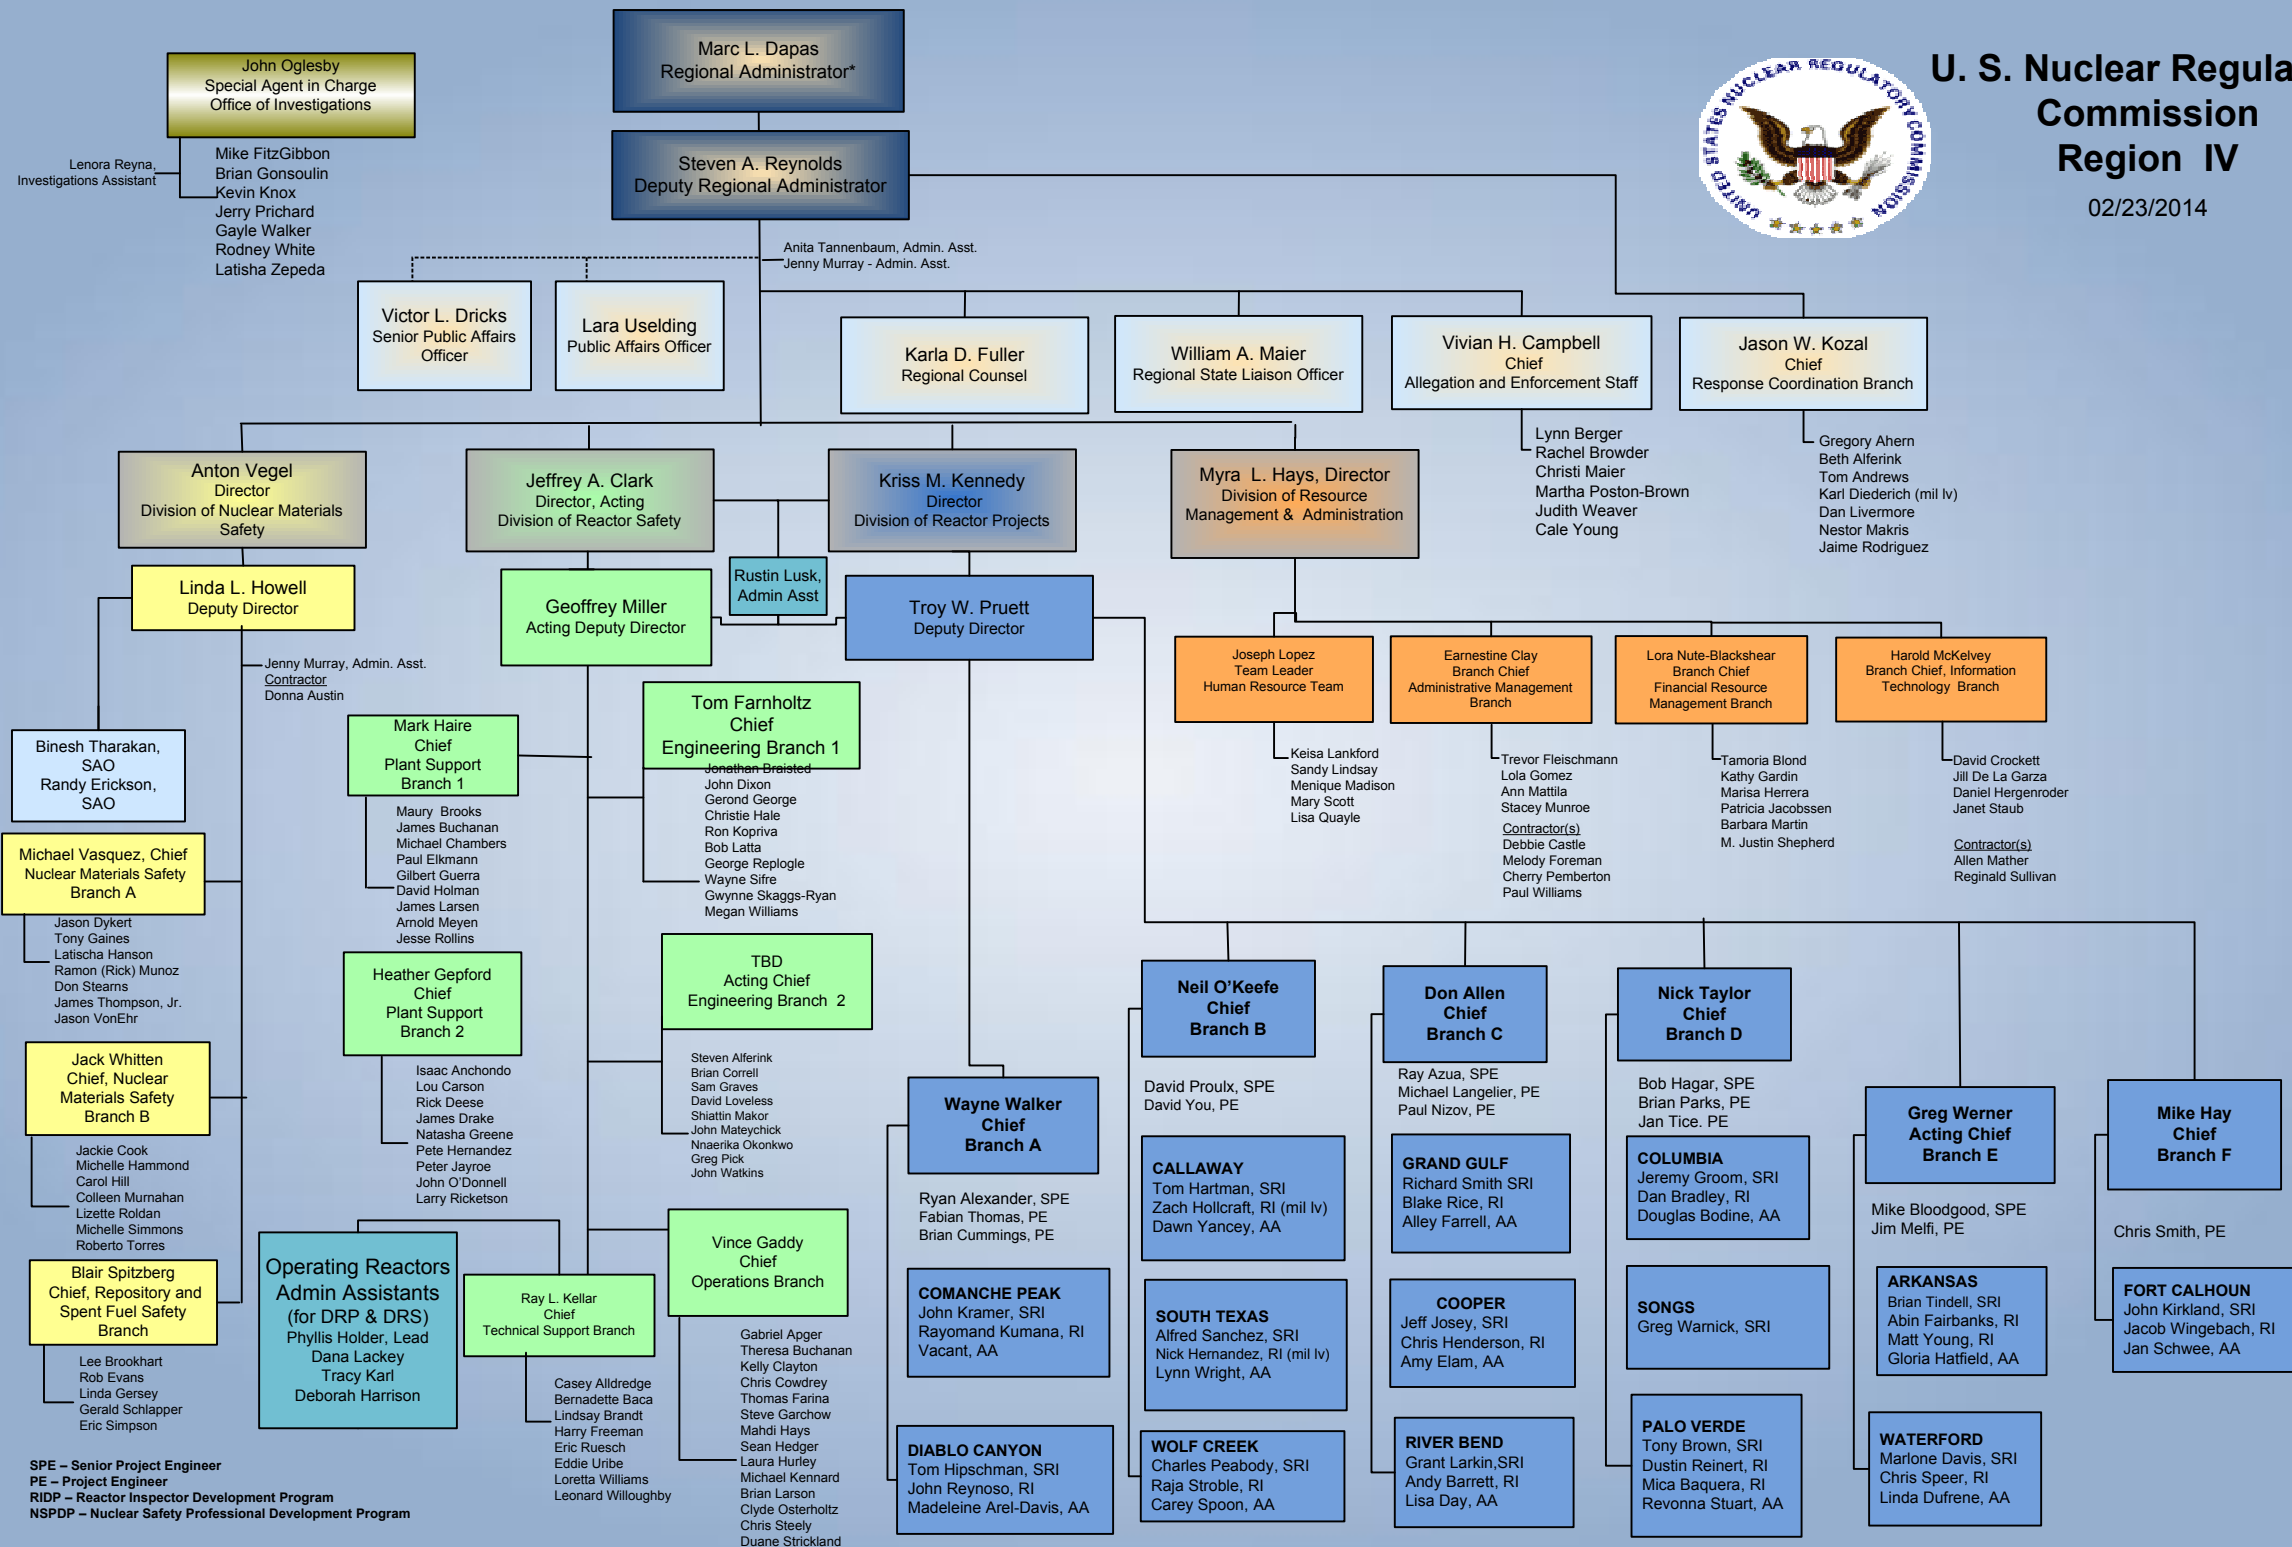 Marc L. Dapas
Regional Administrator*
U. S. Nuclear Regula
Commission
Region IV
02/23/2014
UNITED STATES NUCLEAR REGULATORY COMMISSION
John Oglesby
Special Agent in Charge
Office of Investigations
Lenora Reyna,
Investigations Assistant
Mike FitzGibbon
Brian Gonsoulin
Kevin Knox
Jerry Prichard
Gayle Walker
Rodney White
Latisha Zepeda
Steven A. Reynolds
Deputy Regional Administrator
Anita Tannenbaum, Admin. Asst.
Jenny Murray - Admin. Asst.
Victor L. Dricks
Senior Public Affairs
Officer
Lara Uselding
Public Affairs Officer
Karla D. Fuller
Regional Counsel
William A. Maier
Regional State Liaison Officer
Vivian H. Campbell
Chief
Allegation and Enforcement Staff
Lynn Berger
Rachel Browder
Christi Maier
Martha Poston-Brown
Judith Weaver
Cale Young
Jason W. Kozal
Chief
Response Coordination Branch
Gregory Ahern
Beth Alferink
Tom Andrews
Karl Diederich (mil lv)
Dan Livermore
Nestor Makris
Jaime Rodriguez
Anton Vegel
Director
Division of Nuclear Materials
Safety
Jeffrey A. Clark
Director, Acting
Division of Reactor Safety
Kriss M. Kennedy
Director
Division of Reactor Projects
Myra L. Hays, Director
Division of Resource
Management & Administration
Linda L. Howell
Deputy Director
Geoffrey Miller
Acting Deputy Director
Rustin Lusk,
Admin Asst
Troy W. Pruett
Deputy Director
Jenny Murray, Admin. Asst.
Contractor
Donna Austin
Binesh Tharakan,
SAO
Randy Erickson,
SAO
Michael Vasquez, Chief
Nuclear Materials Safety
Branch A
Jason Dykert
Tony Gaines
Latischa Hanson
Ramon (Rick) Munoz
Don Stearns
James Thompson, Jr.
Jason VonEhr
Jack Whitten
Chief, Nuclear
Materials Safety
Branch B
Jackie Cook
Michelle Hammond
Carol Hill
Colleen Murnahan
Lizette Roldan
Michelle Simmons
Roberto Torres
Blair Spitzberg
Chief, Repository and
Spent Fuel Safety
Branch
Lee Brookhart
Rob Evans
Linda Gersey
Gerald Schlapper
Eric Simpson
Mark Haire
Chief
Plant Support
Branch 1
Maury Brooks
James Buchanan
Michael Chambers
Paul Elkmann
Gilbert Guerra
David Holman
James Larsen
Arnold Meyen
Jesse Rollins
Heather Gepford
Chief
Plant Support
Branch 2
Isaac Anchondo
Lou Carson
Rick Deese
James Drake
Natasha Greene
Pete Hernandez
Peter Jayroe
John O'Donnell
Larry Ricketson
Operating Reactors
Admin Assistants
(for DRP & DRS)
Phyllis Holder, Lead
Dana Lackey
Tracy Karl
Deborah Harrison
Tom Farnholtz
Chief
Engineering Branch 1
Jonathan Braisted
John Dixon
Gerond George
Christie Hale
Ron Kopriva
Bob Latta
George Replogle
Wayne Sifre
Gwynne Skaggs-Ryan
Megan Williams
TBD
Acting Chief
Engineering Branch 2
Steven Alferink
Brian Correll
Sam Graves
David Loveless
Shiattin Makor
John Mateychick
Nnaerika Okonkwo
Greg Pick
John Watkins
Vince Gaddy
Chief
Operations Branch
Gabriel Apger
Theresa Buchanan
Kelly Clayton
Chris Cowdrey
Thomas Farina
Steve Garchow
Mahdi Hays
Sean Hedger
Laura Hurley
Michael Kennard
Brian Larson
Clyde Osterholtz
Chris Steely
Duane Strickland
Ray L. Kellar
Chief
Technical Support Branch
Casey Alldredge
Bernadette Baca
Lindsay Brandt
Harry Freeman
Eric Ruesch
Eddie Uribe
Loretta Williams
Leonard Willoughby
Joseph Lopez
Team Leader
Human Resource Team
Keisa Lankford
Sandy Lindsay
Menique Madison
Mary Scott
Lisa Quayle
Earnestine Clay
Branch Chief
Administrative Management
Branch
Trevor Fleischmann
Lola Gomez
Ann Mattila
Stacey Munroe
Contractor(s)
Debbie Castle
Melody Foreman
Cherry Pemberton
Paul Williams
Lora Nute-Blackshear
Branch Chief
Financial Resource
Management Branch
Tamoria Blond
Kathy Gardin
Marisa Herrera
Patricia Jacobssen
Barbara Martin
M. Justin Shepherd
Harold McKelvey
Branch Chief, Information
Technology Branch
David Crockett
Jill De La Garza
Daniel Hergenroder
Janet Staub
Contractor(s)
Allen Mather
Reginald Sullivan
Wayne Walker
Chief
Branch A
Ryan Alexander, SPE
Fabian Thomas, PE
Brian Cummings, PE
COMANCHE PEAK
John Kramer, SRI
Rayomand Kumana, RI
Vacant, AA
DIABLO CANYON
Tom Hipschman, SRI
John Reynoso, RI
Madeleine Arel-Davis, AA
Neil O'Keefe
Chief
Branch B
David Proulx, SPE
David You, PE
CALLAWAY
Tom Hartman, SRI
Zach Hollcraft, RI (mil lv)
Dawn Yancey, AA
SOUTH TEXAS
Alfred Sanchez, SRI
Nick Hernandez, RI (mil lv)
Lynn Wright, AA
WOLF CREEK
Charles Peabody, SRI
Raja Stroble, RI
Carey Spoon, AA
Don Allen
Chief
Branch C
Ray Azua, SPE
Michael Langelier, PE
Paul Nizov, PE
GRAND GULF
Richard Smith SRI
Blake Rice, RI
Alley Farrell, AA
COOPER
Jeff Josey, SRI
Chris Henderson, RI
Amy Elam, AA
RIVER BEND
Grant Larkin,SRI
Andy Barrett, RI
Lisa Day, AA
Nick Taylor
Chief
Branch D
Bob Hagar, SPE
Brian Parks, PE
Jan Tice. PE
COLUMBIA
Jeremy Groom, SRI
Dan Bradley, RI
Douglas Bodine, AA
SONGS
Greg Warnick, SRI
PALO VERDE
Tony Brown, SRI
Dustin Reinert, RI
Mica Baquera, RI
Revonna Stuart, AA
Greg Werner
Acting Chief
Branch E
Mike Bloodgood, SPE
Jim Melfi, PE
ARKANSAS
Brian Tindell, SRI
Abin Fairbanks, RI
Matt Young, RI
Gloria Hatfield, AA
WATERFORD
Marlone Davis, SRI
Chris Speer, RI
Linda Dufrene, AA
Mike Hay
Chief
Branch F
Chris Smith, PE
FORT CALHOUN
John Kirkland, SRI
Jacob Wingebach, RI
Jan Schwee, AA
SPE – Senior Project Engineer
PE – Project Engineer
RIDP – Reactor Inspector Development Program
NSPDP – Nuclear Safety Professional Development Program